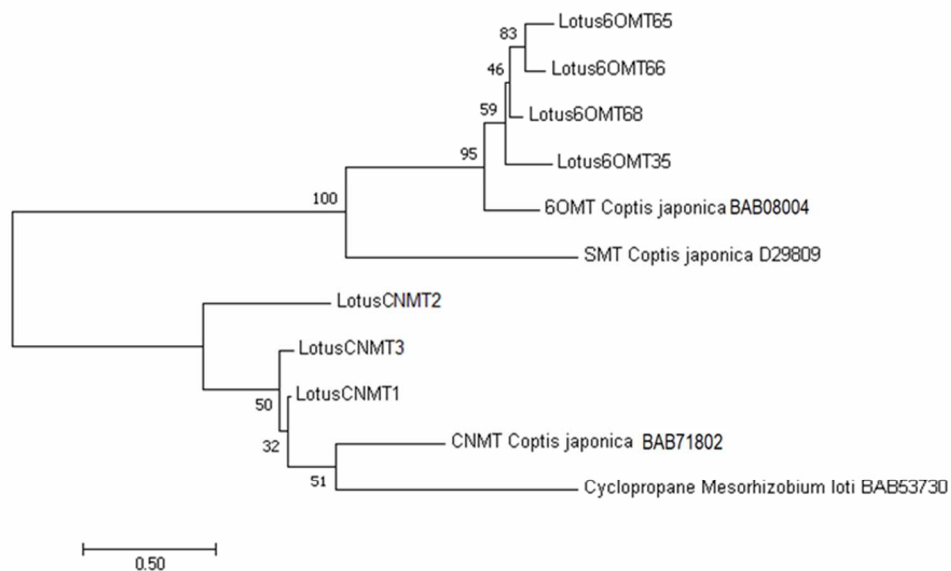 Lotus6OMT65
83
Lotus6OMT66
46
Lotus6OMT68
59
Lotus6OMT35
95
6OMT Coptis japonica BAB08004
100
SMT Coptis japonica D29809
LotusCNMT2
LotusCNMT3
LotusCNMT1
50
32
CNMT Coptis japonica BAB71802
51
Cyclopropane Mesorhizobium loti BAB53730
0.50